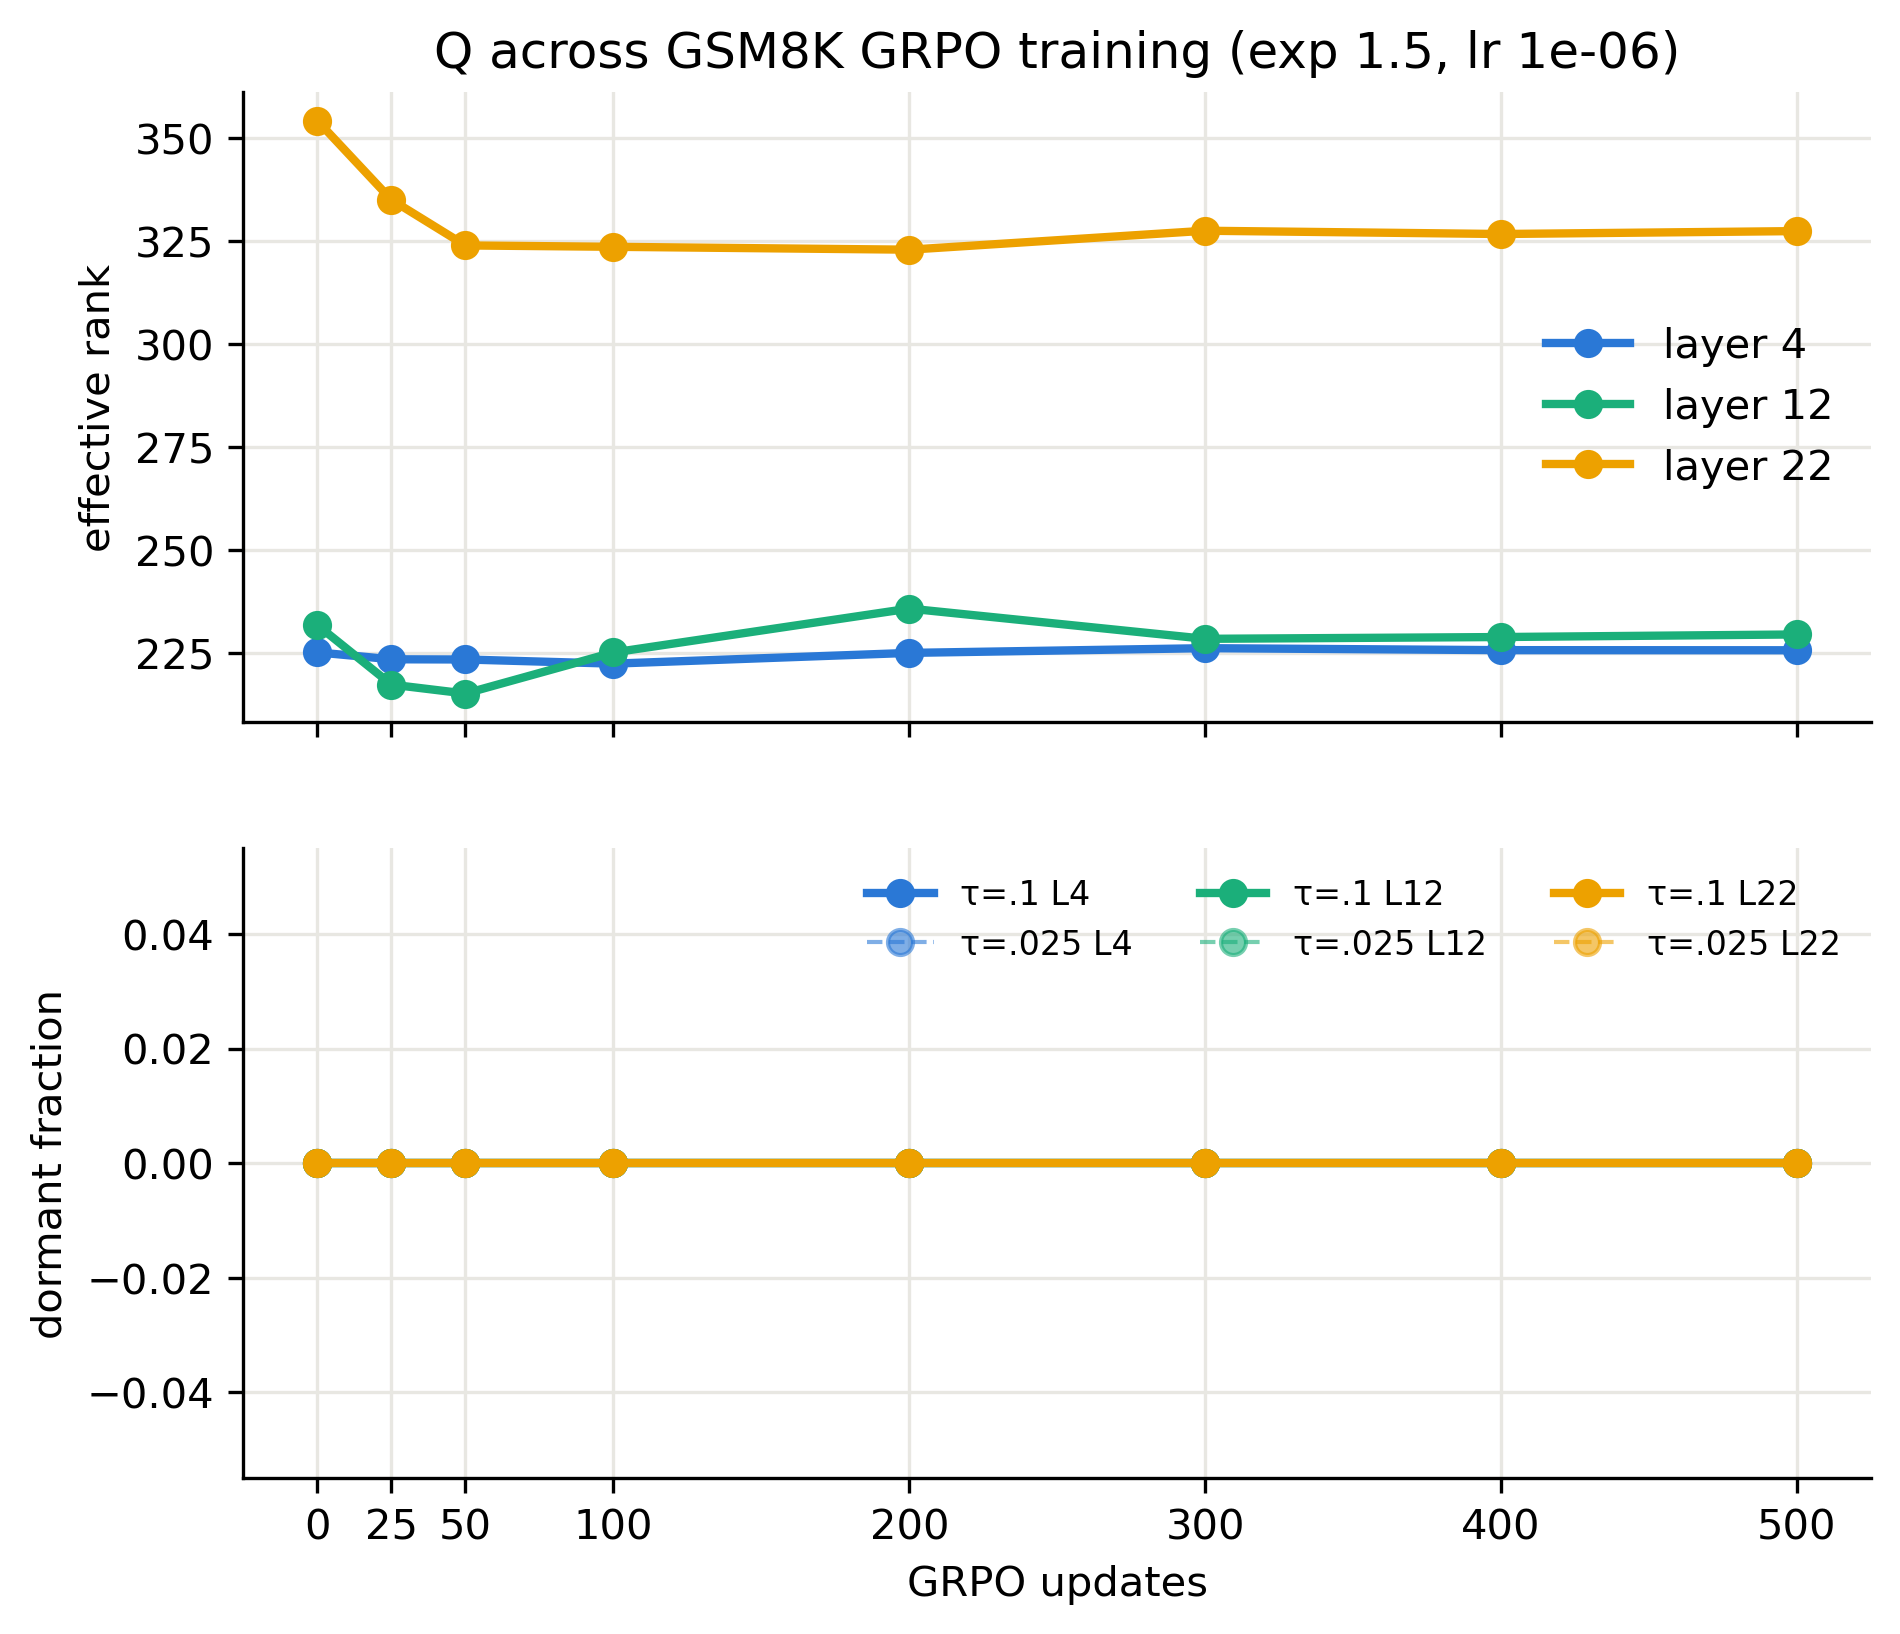 Q across GSM8K GRPO training (exp 1.5, lr 1e-06)
350
325
300
275
250
225
effective rank
layer 4
layer 12
layer 22
τ=.1 L4
τ=.025 L4
τ=.1 L12
τ=.025 L12
τ=.1 L22
τ=.025 L22
0.04
0.02
0.00
−0.02
−0.04
dormant fraction
0 25 50 100 200 300 400 500
GRPO updates